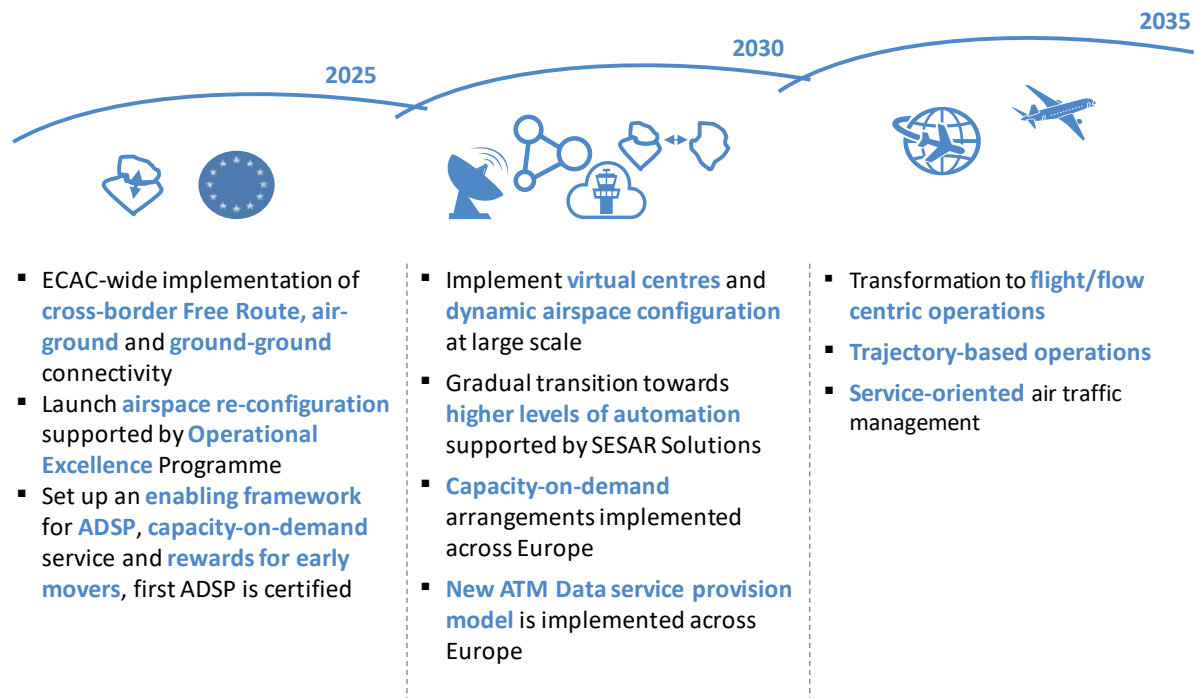 2025
ECAC-wide implementation of
cross-border Free Route, air-
ground and ground-ground
connectivity
Launch airspace re-configuration
supported by Operational
Excellence Programme
Set up an enabling framework
for ADSP, capacity-on-demand
service and rewards for early
movers, first ADSP is certified
2030
Implement virtual centres and
dynamic airspace configuration
at large scale
Gradual transition towards
higher levels of automation
supported by SESAR Solutions
Capacity-on-demand
arrangements implemented
across Europe
New ATM Data service provision
model is implemented across
Europe
2035
Transformation to flight/flow
centric operations
Trajectory-based operations
Service-oriented air traffic
management